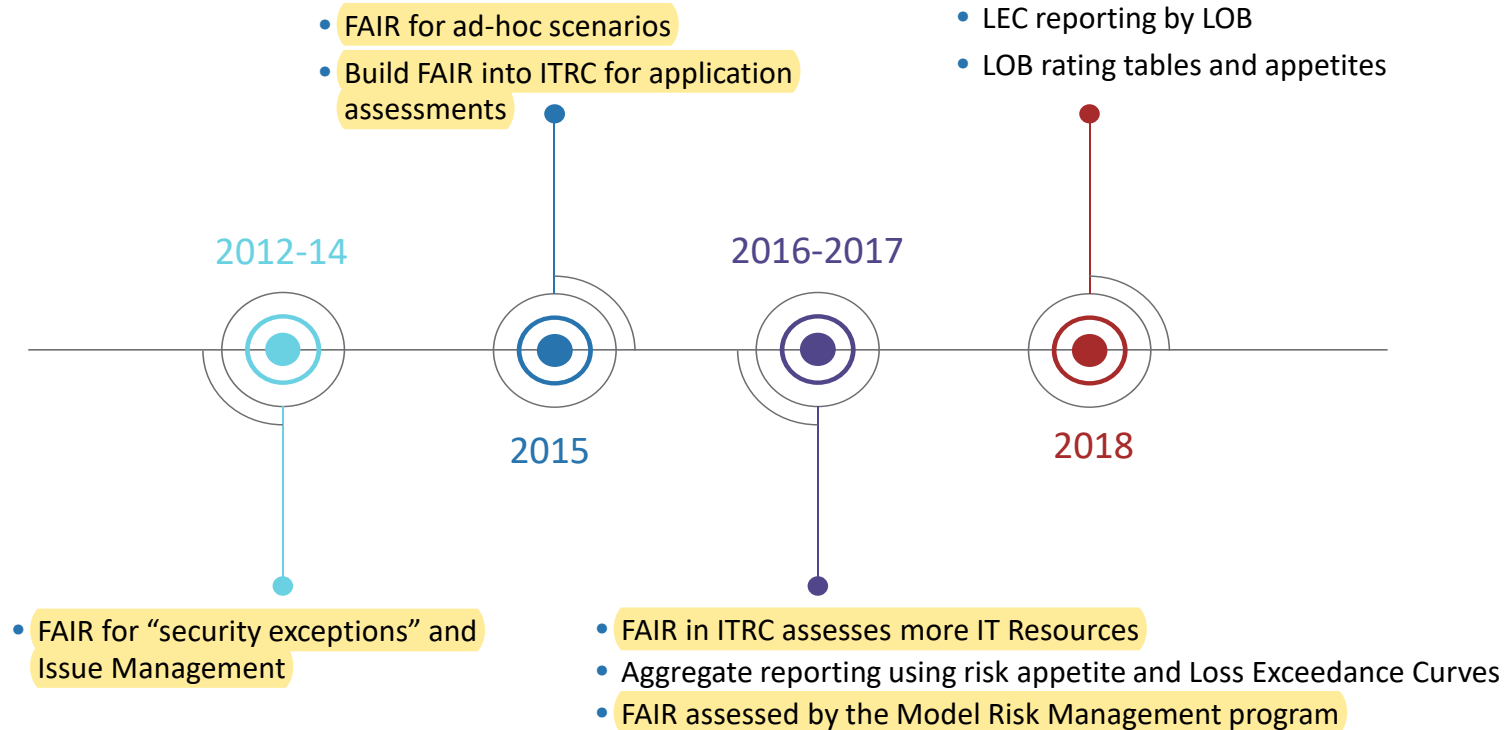 • FAIR for ad-hoc scenarios
• Build FAIR into ITRC for application
assessments
• LEC reporting by LOB
• LOB rating tables and appetites
2012-14
2016-2017
2015
2018
• FAIR for “security exceptions” and
Issue Management
• FAIR in ITRC assesses more IT Resources
• Aggregate reporting using risk appetite and Loss Exceedance Curves
• FAIR assessed by the Model Risk Management program